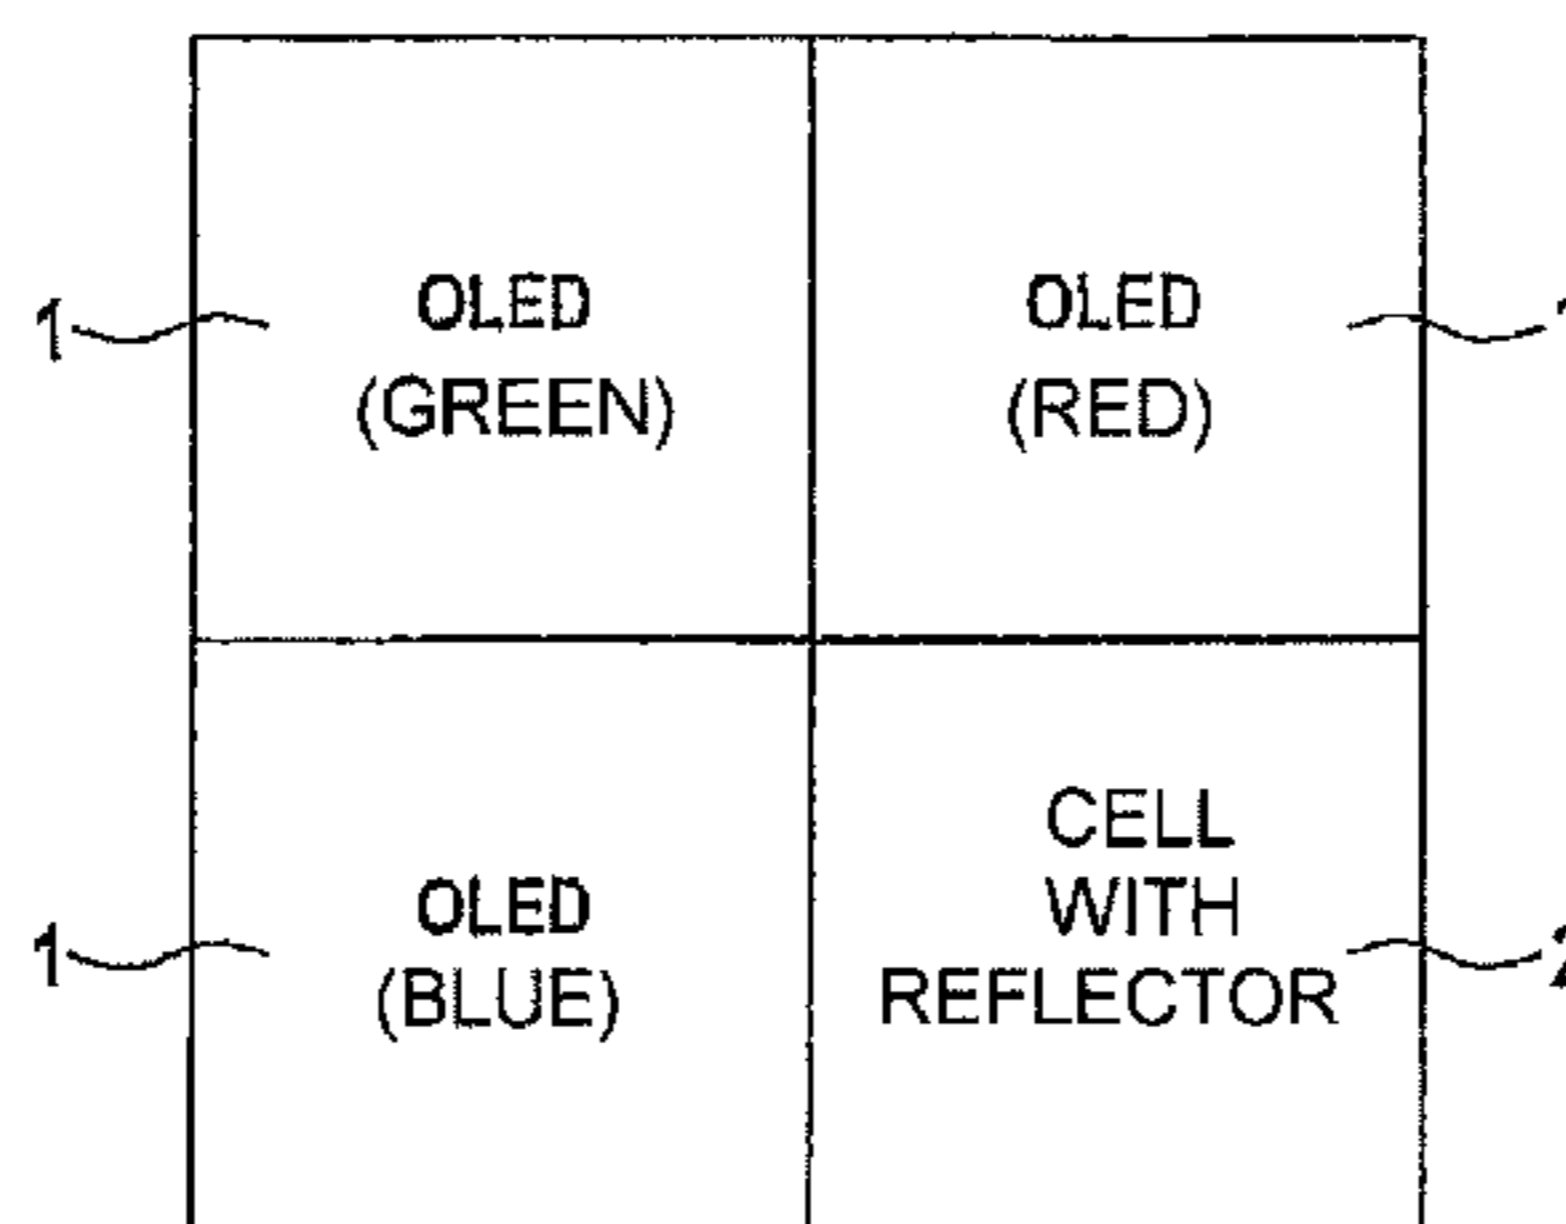 OLED
(GREEN)
OLED
(RED)
1
OLED
(BLUE)
CELL
WITH
REFLECTOR
1